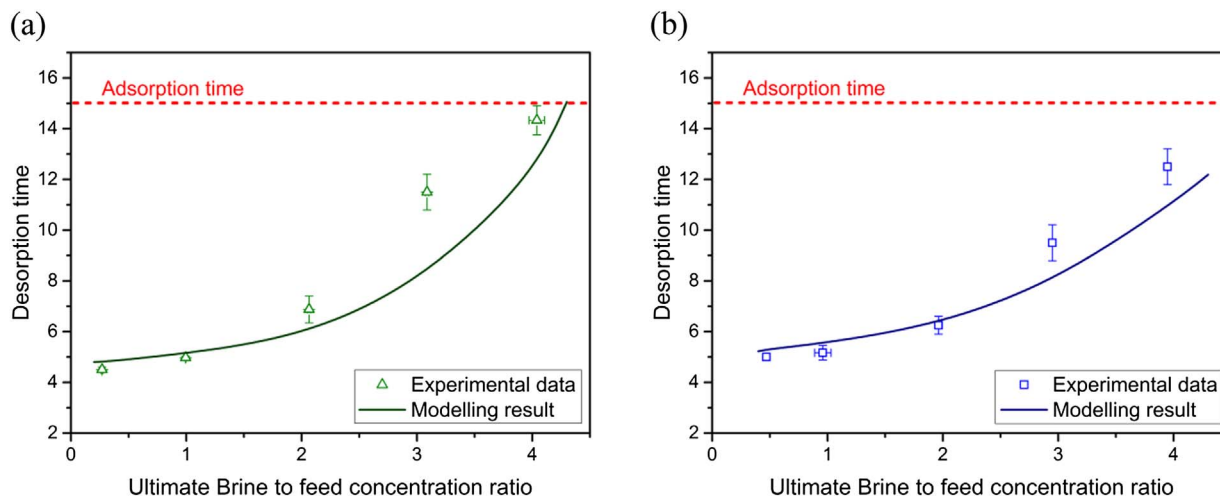 (a)
16
14
12
10
8
6
4
2
Desorption time
Adsorption time
Experimental data
Modelling result
0 1 2 3 4
Ultimate Brine to feed concentration ratio
(b)
16
14
12
10
8
6
4
2
Desorption time
Adsorption time
Experimental data
Modelling result
0 1 2 3 4
Ultimate Brine to feed concentration ratio